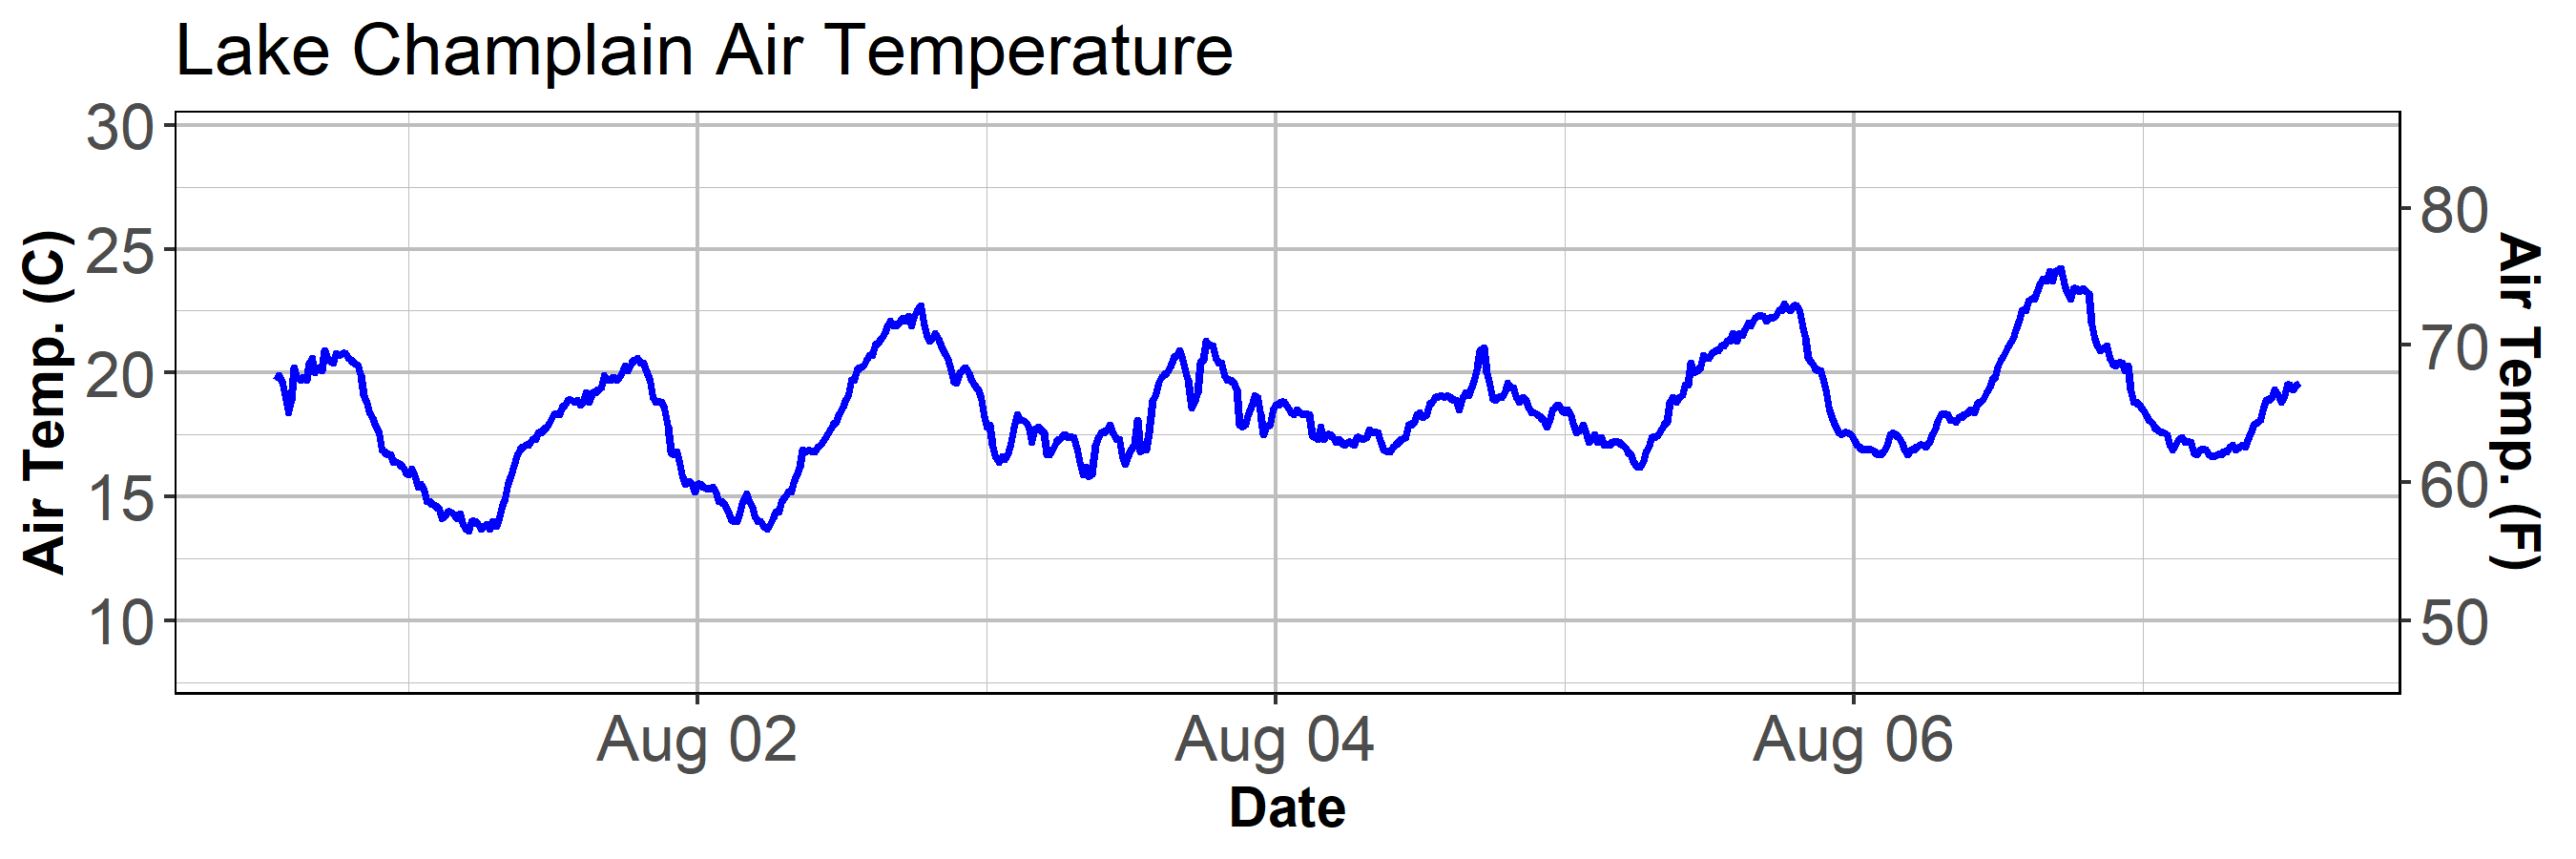 Lake Champlain Air Temperature
30
25
20
15
10
Air Temp. (C)
80
70
60
50
Air Temp. (F)
Aug 02 Aug 04 Aug 06
Date